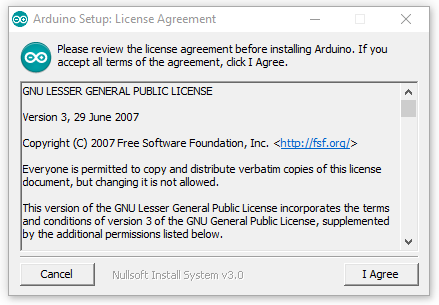 Arduino Setup: License Agreement
Please review the license agreement before installing Arduino. If you
accept all terms of the agreement, click I Agree.
GNU LESSER GENERAL PUBLIC LICENSE
Version 3, 29 June 2007
Copyright (C) 2007 Free Software Foundation, Inc. <http://fsf.org/>
Everyone is permitted to copy and distribute verbatim copies of this license
document, but changing it is not allowed.
This version of the GNU Lesser General Public License incorporates the terms
and conditions of version 3 of the GNU General Public License, supplemented
by the additional permissions listed below.
Cancel
Nullsoft Install System v3.0
I Agree